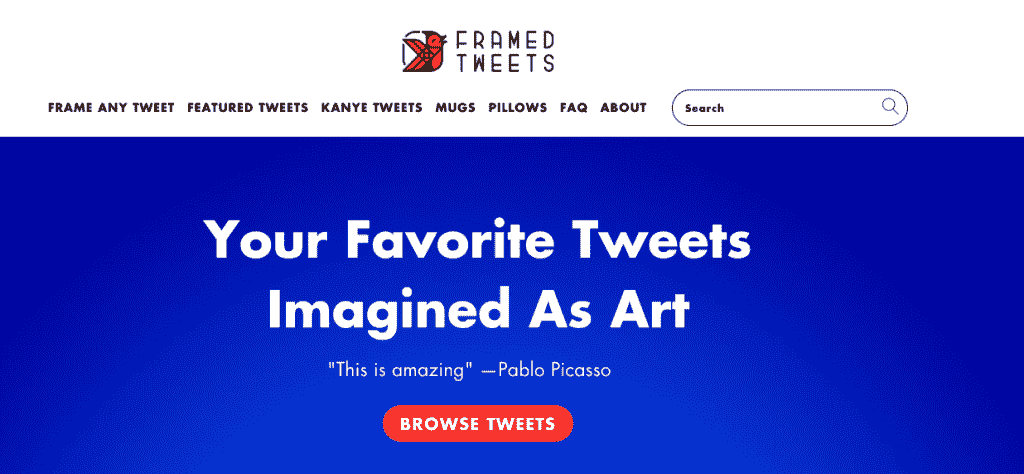 FRAMED
TWEETS
FRAME ANY TWEET FEATURED TWEETS KANYE TWEETS MUGS PILLOWS FAQ ABOUT Search
Your Favorite Tweets
Imagined As Art
"This is amazing" —Pablo Picasso
BROWSE TWEETS